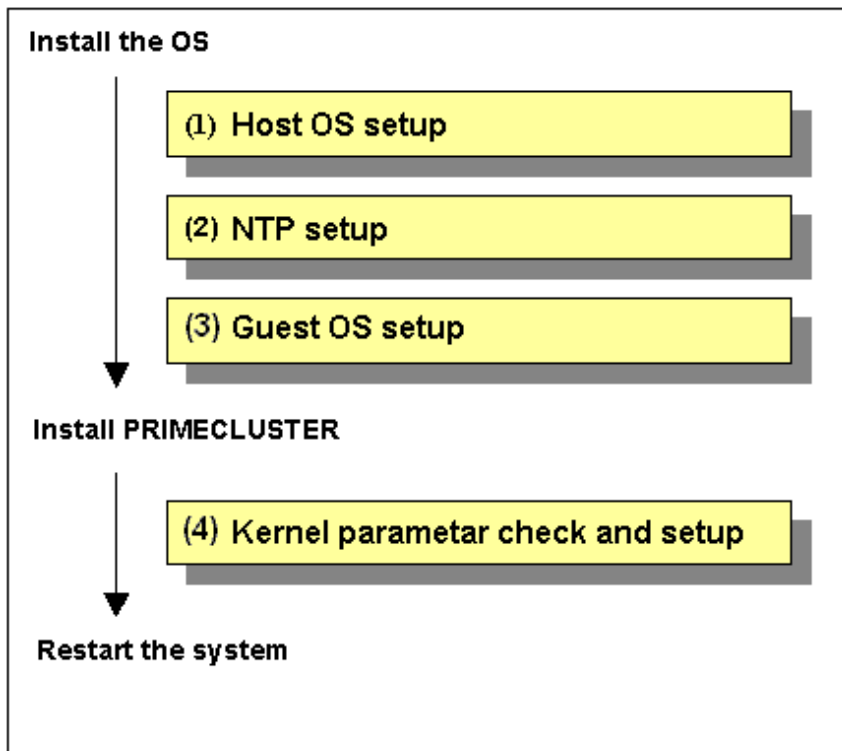 Install the OS
(1) Host OS setup
(2) NTP setup
(3) Guest OS setup
Install PRIMECLUSTER
(4) Kernel parametar check and setup
Restart the system